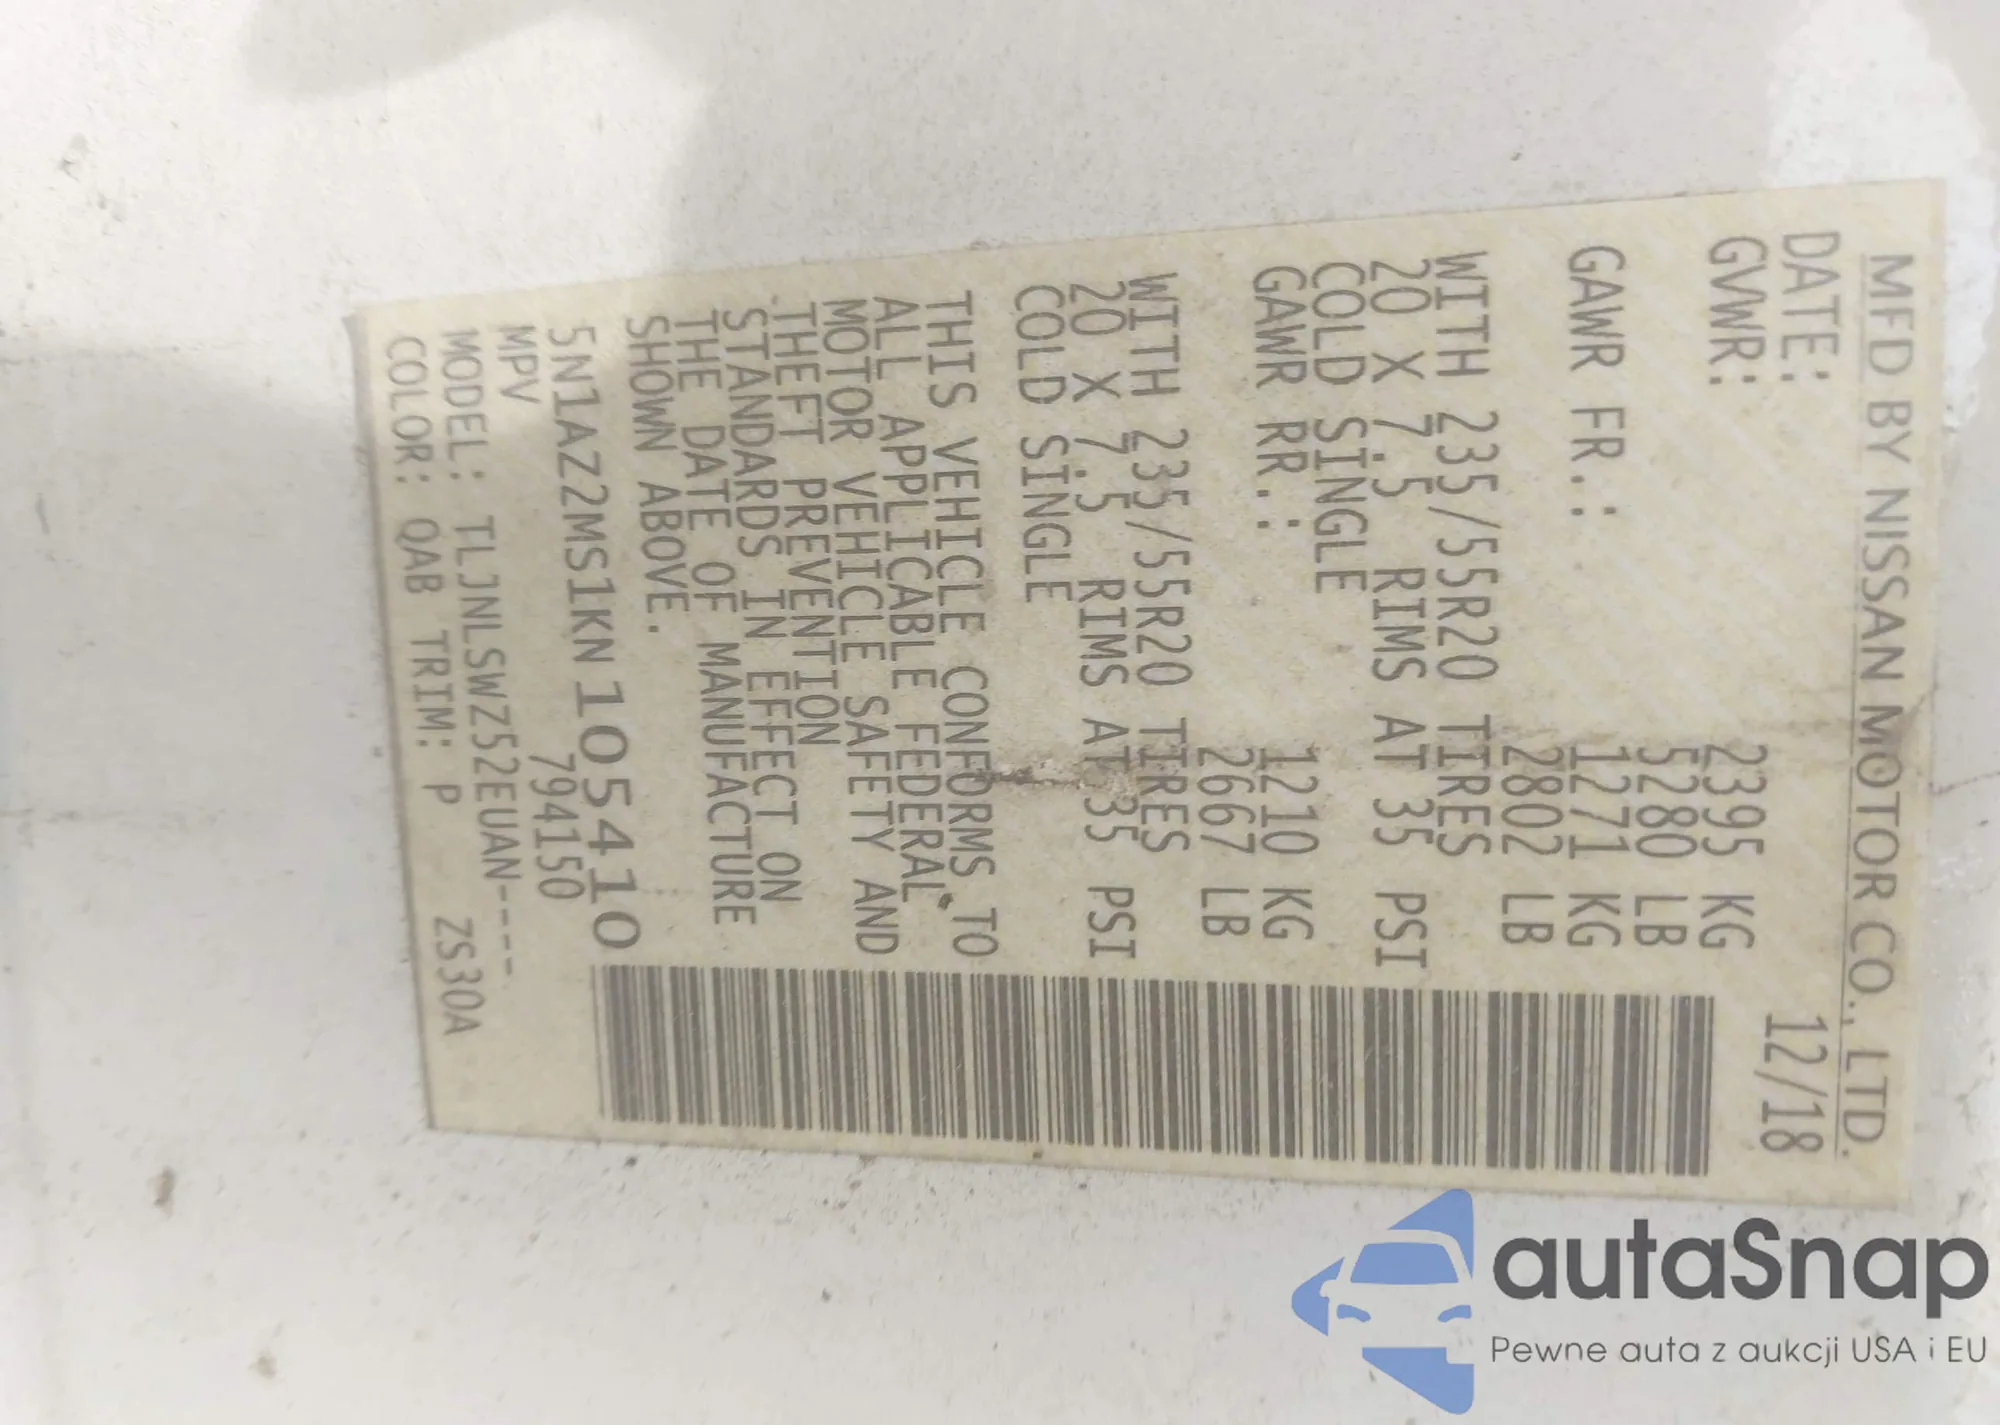 MFD BY NISSAN MOTOR CO., LTD.
DATE: 12/18
GVWR: 2395 KG
5280 LB
GAWR FR.: 1271 KG
2802 LB
WITH 235/55R20 TIRES
20 X 7.5 RIMS AT 35 PSI
COLD SINGLE
GAWR RR.: 1210 KG
2667 LB
WITH 235/55R20 TIRES
20 X 7.5 RIMS AT 35 PSI
COLD SINGLE
THIS VEHICLE CONFORMS TO
ALL APPLICABLE FEDERAL
MOTOR VEHICLE SAFETY AND
THEFT PREVENTION
STANDARDS IN EFFECT ON
THE DATE OF MANUFACTURE
SHOWN ABOVE.
5N1AZ2MS1KN105410
MPV 794150
MODEL: TLJNLSWZ52EUAN----
COLOR: QAB TRIM: P ZS30A
autaSnap
Pewne auta z aukcji USA i EU